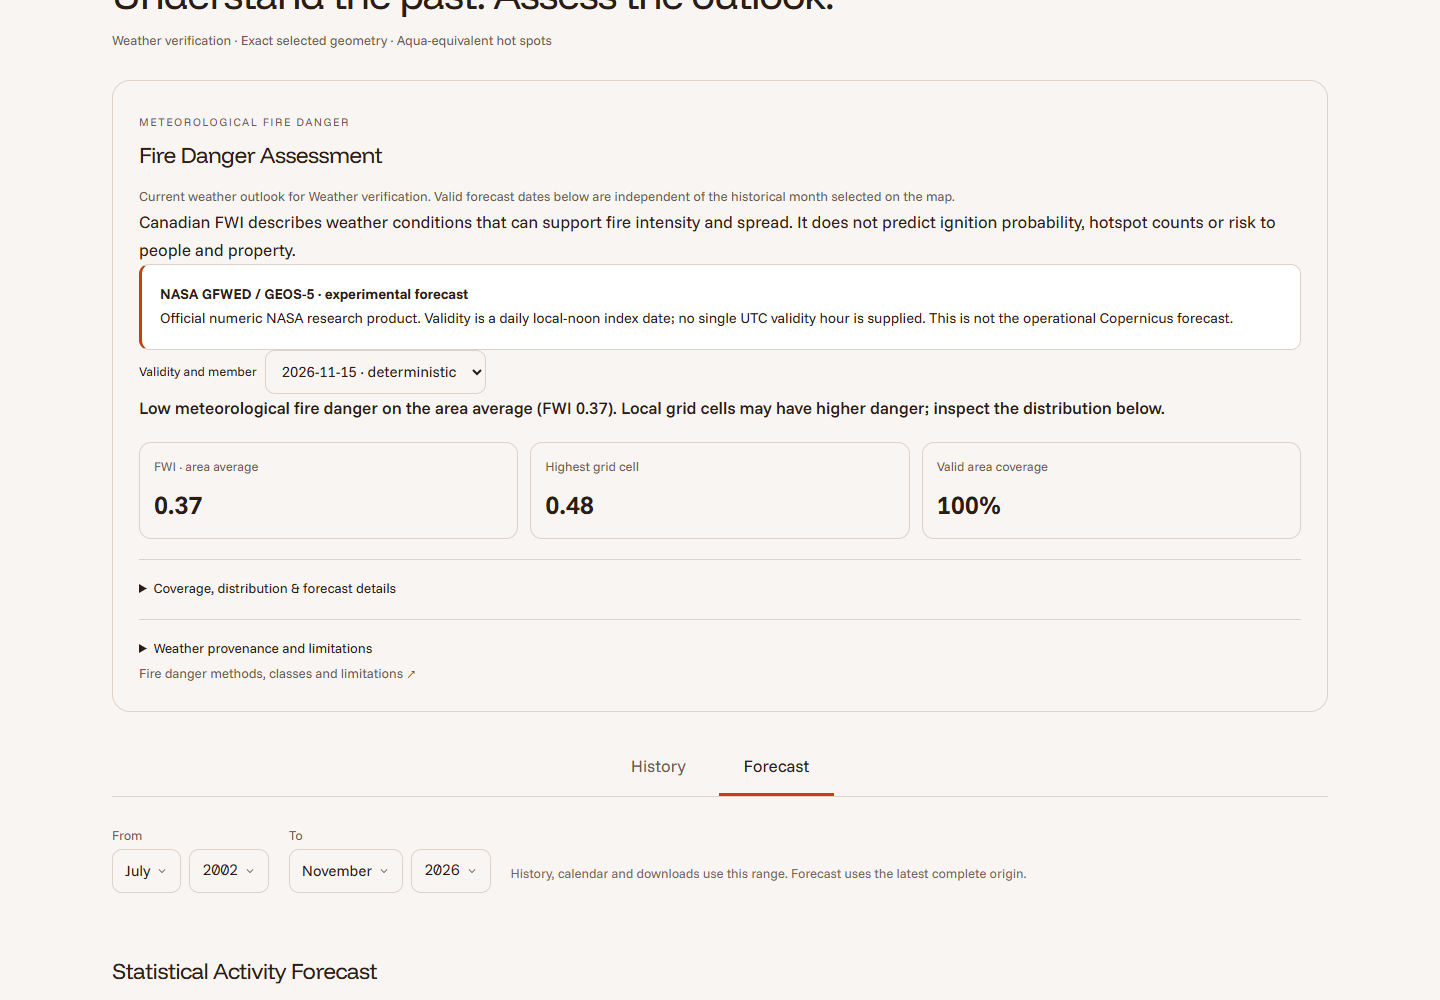 Understand the past. Assess the outlook.
Weather verification · Exact selected geometry · Aqua-equivalent hot spots
METEOROLOGICAL FIRE DANGER
Fire Danger Assessment
Current weather outlook for Weather verification. Valid forecast dates below are independent of the historical month selected on the map.
Canadian FWI describes weather conditions that can support fire intensity and spread. It does not predict ignition probability, hotspot counts or risk to
people and property.
NASA GFWED / GEOS-5 · experimental forecast
Official numeric NASA research product. Validity is a daily local-noon index date; no single UTC validity hour is supplied. This is not the operational Copernicus forecast.
Validity and member 2026-11-15 · deterministic
Low meteorological fire danger on the area average (FWI 0.37). Local grid cells may have higher danger; inspect the distribution below.
FWI · area average
0.37
Highest grid cell
0.48
Valid area coverage
100%
Coverage, distribution & forecast details
Weather provenance and limitations
Fire danger methods, classes and limitations ↗
History Forecast
From To
July 2002 November 2026 History, calendar and downloads use this range. Forecast uses the latest complete origin.
Statistical Activity Forecast